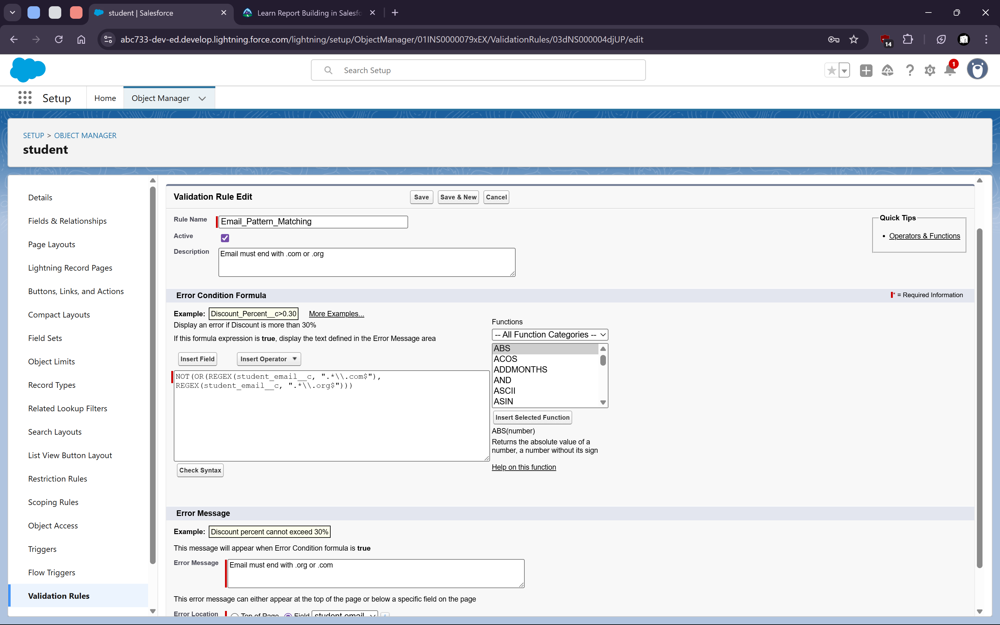 student | Salesforce
Learn Report Building in Salesfo
abc733-dev-ed.develop.lightning.force.com/lightning/setup/ObjectManager/01INS0000079xEX/ValidationRules/03dNS000004djUP/edit
14
Search Setup
1
Setup
Home
Object Manager
SETUP > OBJECT MANAGER
student
Details
Fields & Relationships
Page Layouts
Lightning Record Pages
Buttons, Links, and Actions
Compact Layouts
Field Sets
Object Limits
Record Types
Related Lookup Filters
Search Layouts
List View Button Layout
Restriction Rules
Scoping Rules
Object Access
Triggers
Flow Triggers
Validation Rules
Validation Rule Edit
Save
Save & New
Cancel
Rule Name
Email_Pattern_Matching
Active
Description
Email must end with .com or .org
Quick Tips
• Operators & Functions
Error Condition Formula
* = Required Information
Example: Discount_Percent__c>0.30 More Examples...
Display an error if Discount is more than 30%
If this formula expression is true, display the text defined in the Error Message area
Insert Field
Insert Operator
NOT(OR(REGEX(student_email__c, ".*\\.com$"),
REGEX(student_email__c, ".*\\.org$")))
Check Syntax
Functions
-- All Function Categories --
ABS
ACOS
ADDMONTHS
AND
ASCII
ASIN
Insert Selected Function
ABS(number)
Returns the absolute value of a
number, a number without its sign
Help on this function
Error Message
Example: Discount percent cannot exceed 30%
This message will appear when Error Condition formula is true
Error Message
Email must end with .org or .com
This error message can either appear at the top of the page or below a specific field on the page
Error Location Top of Page Field student email